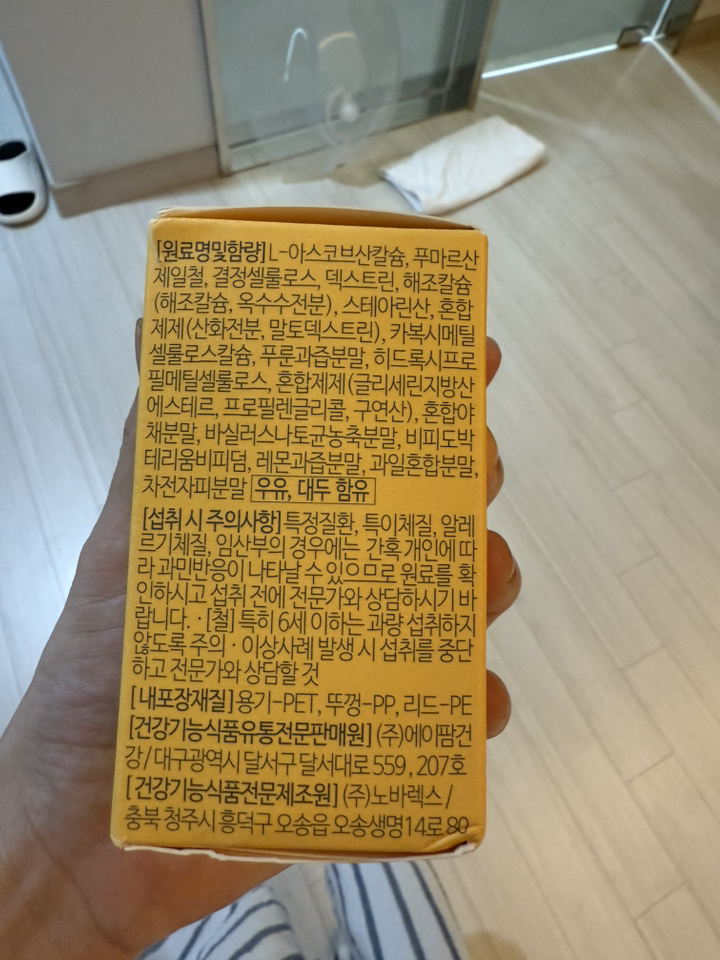 [원료명및함량] L-아스코브산칼슘, 푸마르산
제일철, 결정셀룰로스, 덱스트린, 해조칼슘
(해조칼슘, 옥수수전분), 스테아린산, 혼합
제제(산화전분, 말토덱스트린), 카복시메틸
셀룰로스칼슘, 푸룬과즙분말, 히드록시프로
필메틸셀룰로스, 혼합제제(글리세린지방산
에스테르, 프로필렌글리콜, 구연산), 혼합야
채분말, 바실러스나토균농축분말, 비피도박
테리움비피덤, 레몬과즙분말, 과일혼합분말,
차전자피분말 우유, 대두 함유
[섭취 시 주의사항] 특정질환, 특이체질, 알레
르기체질, 임산부의 경우에는 간혹 개인에 따
라 과민반응이 나타날 수 있으므로 원료를 확
인하시고 섭취 전에 전문가와 상담하시기 바
랍니다. · [철] 특히 6세 이하는 과량 섭취하지
않도록 주의 · 이상사례 발생 시 섭취를 중단
하고 전문가와 상담할 것
[내포장재질] 용기-PET, 뚜껑-PP, 리드-PE
[건강기능식품유통전문판매원] (주)에이팜건
강 / 대구광역시 달서구 달서대로 559, 207호
[건강기능식품전문제조원] (주)노바렉스 /
충북 청주시 흥덕구 오송읍 오송생명14로 80